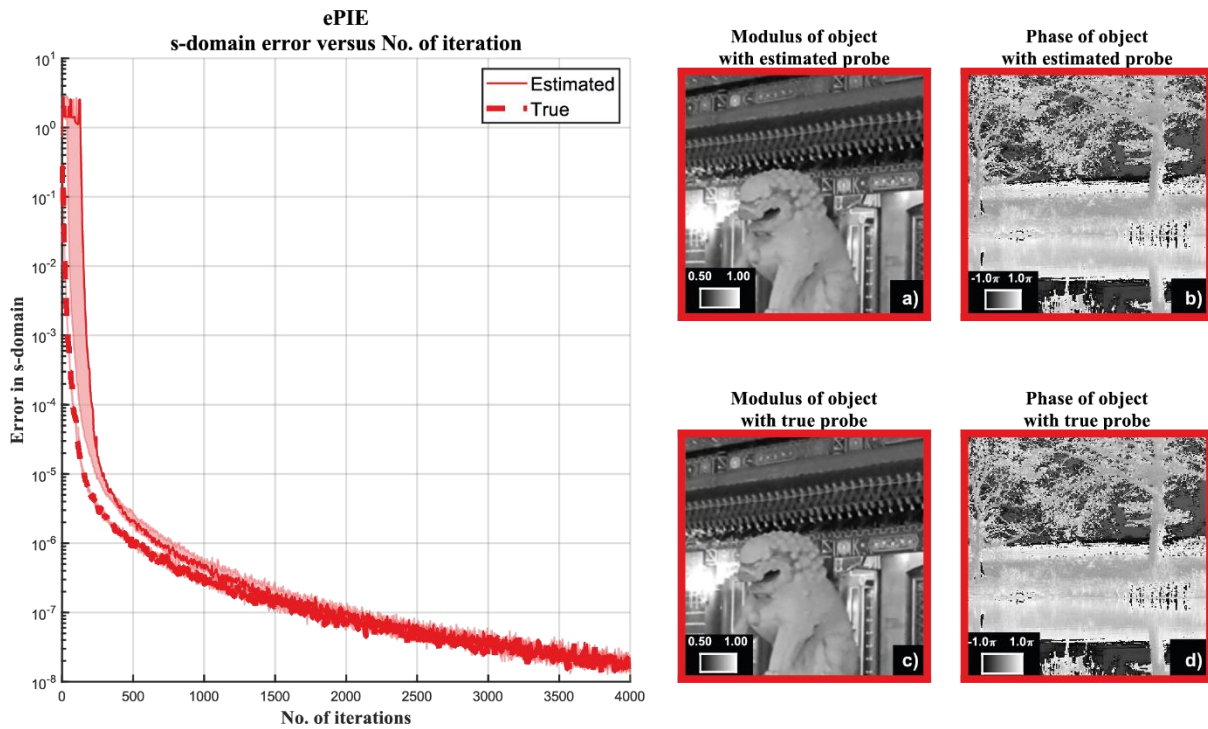 ePIE
s-domain error versus No. of iteration
Error in s-domain
10^1
10^0
10^-1
10^-2
10^-3
10^-4
10^-5
10^-6
10^-7
10^-8
0 500 1000 1500 2000 2500 3000 3500 4000
No. of iterations
Estimated
True
Modulus of object
with estimated probe
0.50 1.00
a)
Phase of object
with estimated probe
-1.0π 1.0π
b)
Modulus of object
with true probe
0.50 1.00
c)
Phase of object
with true probe
-1.0π 1.0π
d)